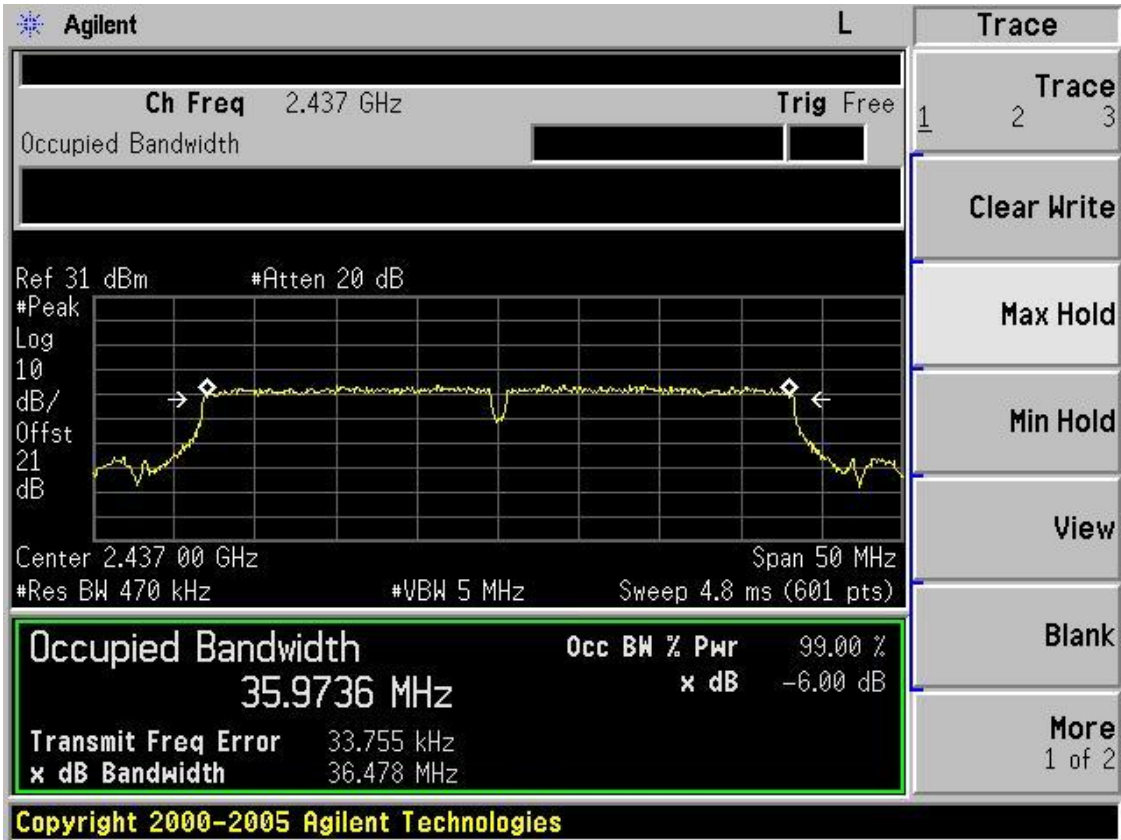 Agilent L Trace
Ch Freq 2.437 GHz Trig Free
Occupied Bandwidth
Trace
1 2 3
Clear Write
Max Hold
Min Hold
View
Blank
More
1 of 2
Ref 31 dBm #Atten 20 dB
#Peak
Log
10
dB/
Offst
21
dB
Center 2.437 00 GHz Span 50 MHz
#Res BW 470 kHz #VBW 5 MHz Sweep 4.8 ms (601 pts)
Occupied Bandwidth Occ BW % Pwr 99.00 %
35.9736 MHz x dB -6.00 dB
Transmit Freq Error 33.755 kHz
x dB Bandwidth 36.478 MHz
Copyright 2000-2005 Agilent Technologies